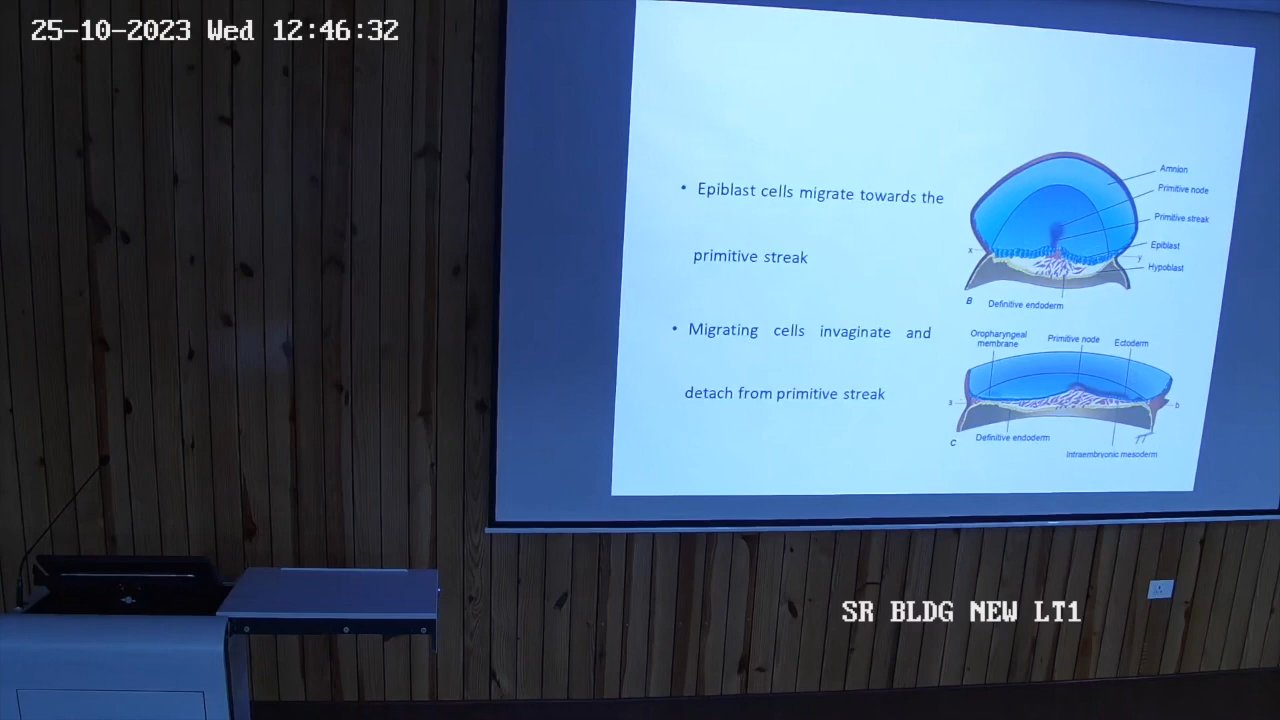 25-10-2023 Wed 12:46:32
• Epiblast cells migrate towards the
primitive streak
• Migrating cells invaginate and
detach from primitive streak
Amnion
Primitive node
Primitive streak
Epiblast
Hypoblast
x
y
B
Definitive endoderm
Oropharyngeal
membrane
Primitive node
Ectoderm
a
b
C
Definitive endoderm
Intraembryonic mesoderm
SR BLDG NEW LT1